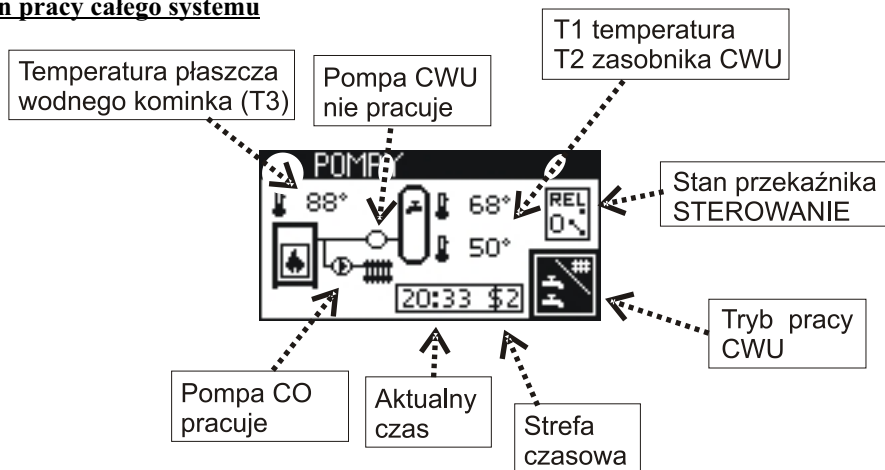 n pracy całego systemu
T1 temperatura
T2 zasobnika CWU
Temperatura płaszcza
wodnego kominka (T3)
Pompa CWU
nie pracuje
POMPY
88°
68°
REL
0
50°
Stan przekaźnika
STEROWANIE
20:33 $2
Tryb pracy
CWU
Pompa CO
pracuje
Aktualny
czas
Strefa
czasowa